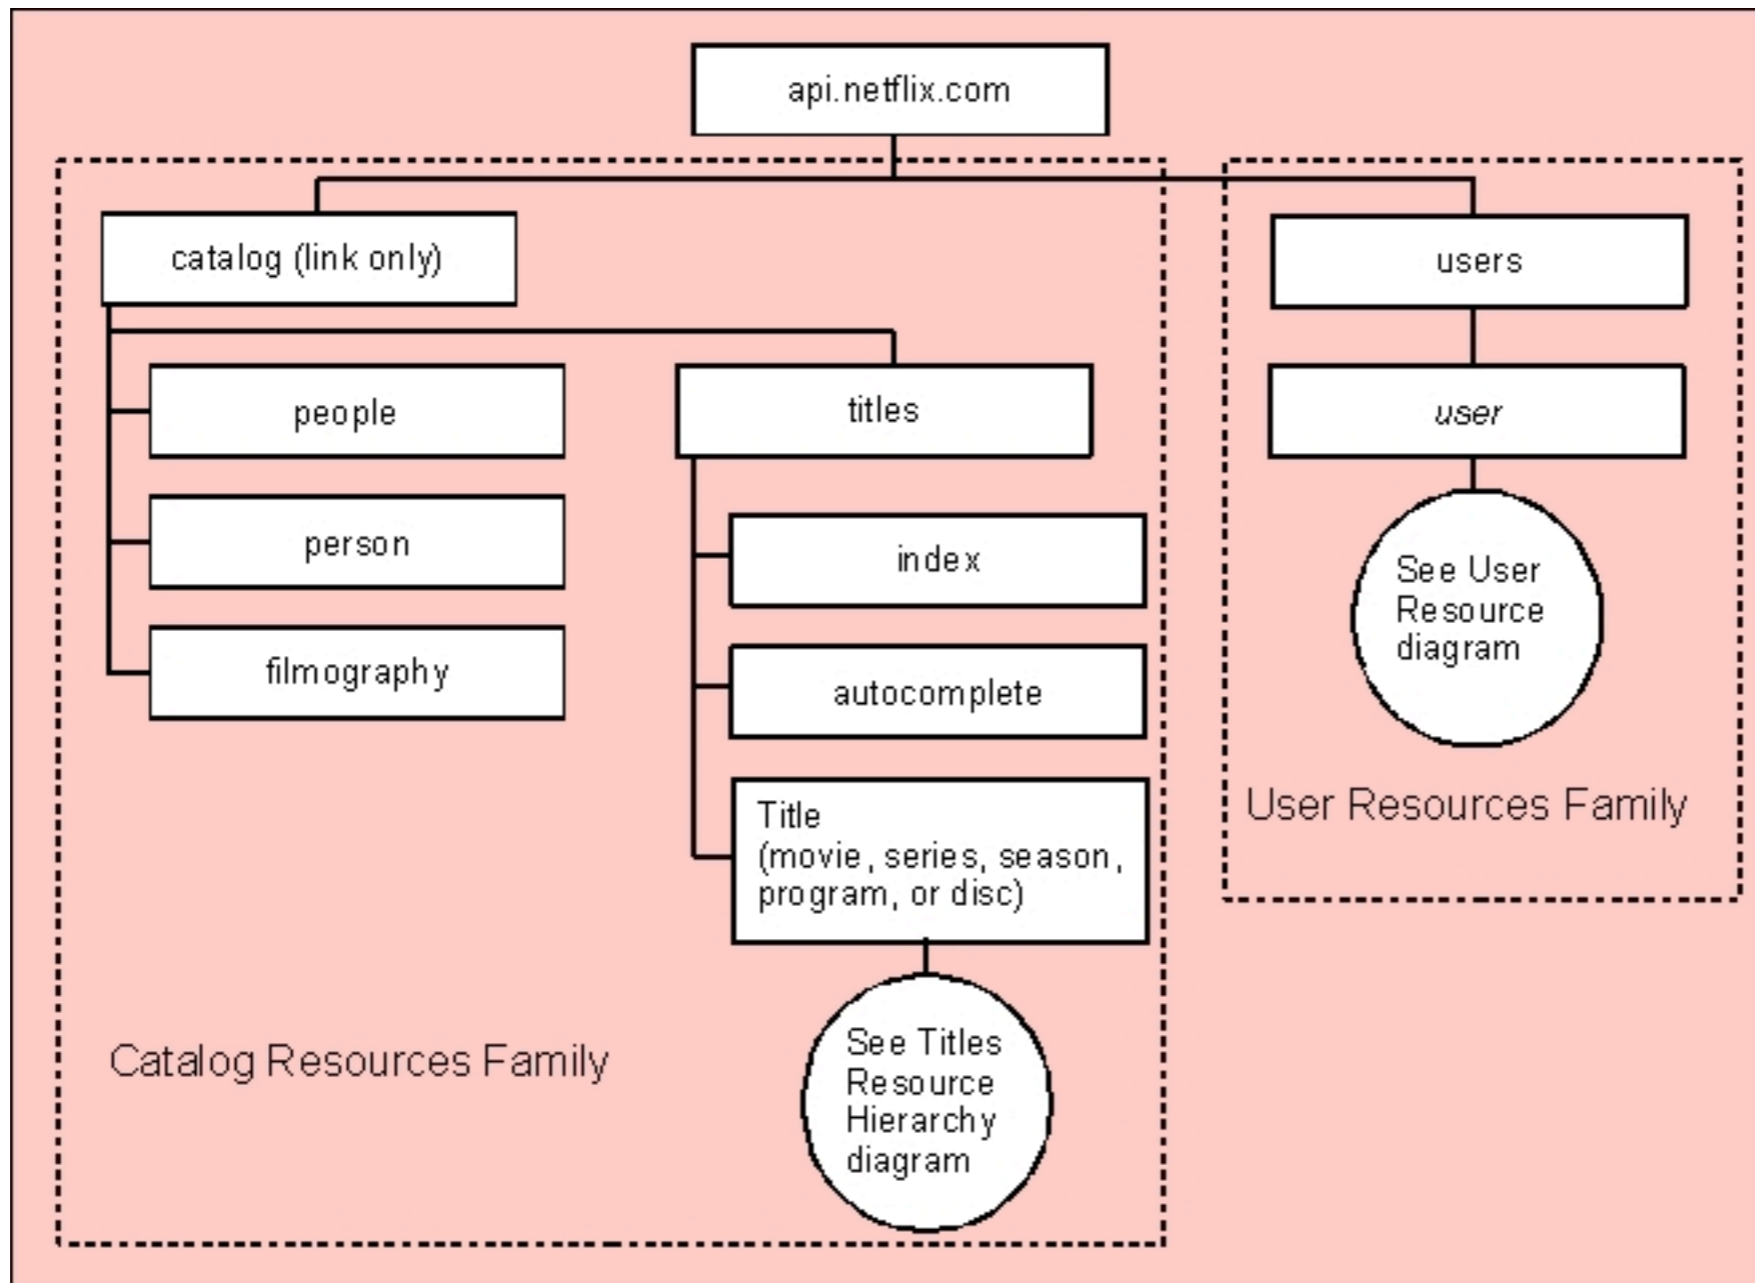 api.netflix.com
catalog (link only)
users
people
titles
user
person
index
See User
Resource
diagram
filmography
autocomplete
Title
(movie, series, season,
program, or disc)
User Resources Family
See Titles
Resource
Hierarchy
diagram
Catalog Resources Family